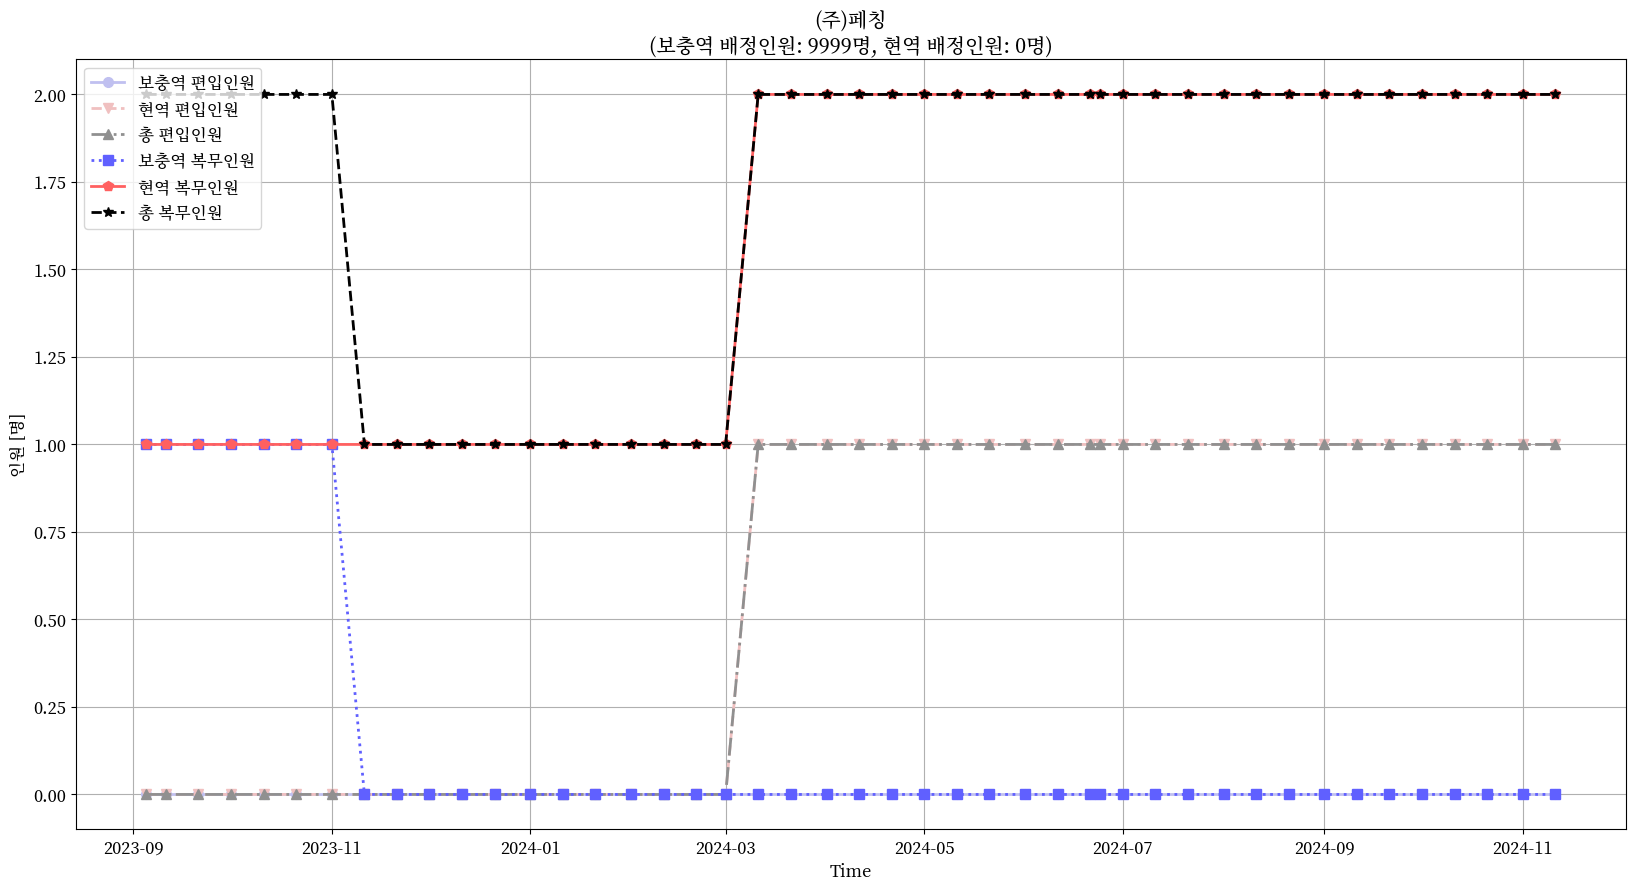 (주)페칭
(보충역 배정인원: 9999명, 현역 배정인원: 0명)
보충역 편입인원
현역 편입인원
총 편입인원
보충역 복무인원
현역 복무인원
총 복무인원
2.00
1.75
1.50
1.25
1.00
0.75
0.50
0.25
0.00
인원 [명]
2023-09
2023-11
2024-01
2024-03
2024-05
2024-07
2024-09
2024-11
Time